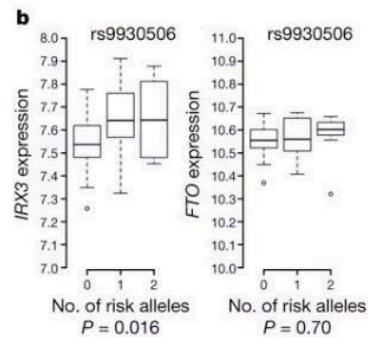 b
rs9930506
8.0
7.9
7.8
7.7
7.6
7.5
7.4
7.3
7.2
7.1
7.0
IRX3 expression
0 1 2
No. of risk alleles
P = 0.016
rs9930506
11.0
10.9
10.8
10.7
10.6
10.5
10.4
10.3
10.2
10.1
10.0
FTO expression
0 1 2
No. of risk alleles
P = 0.70